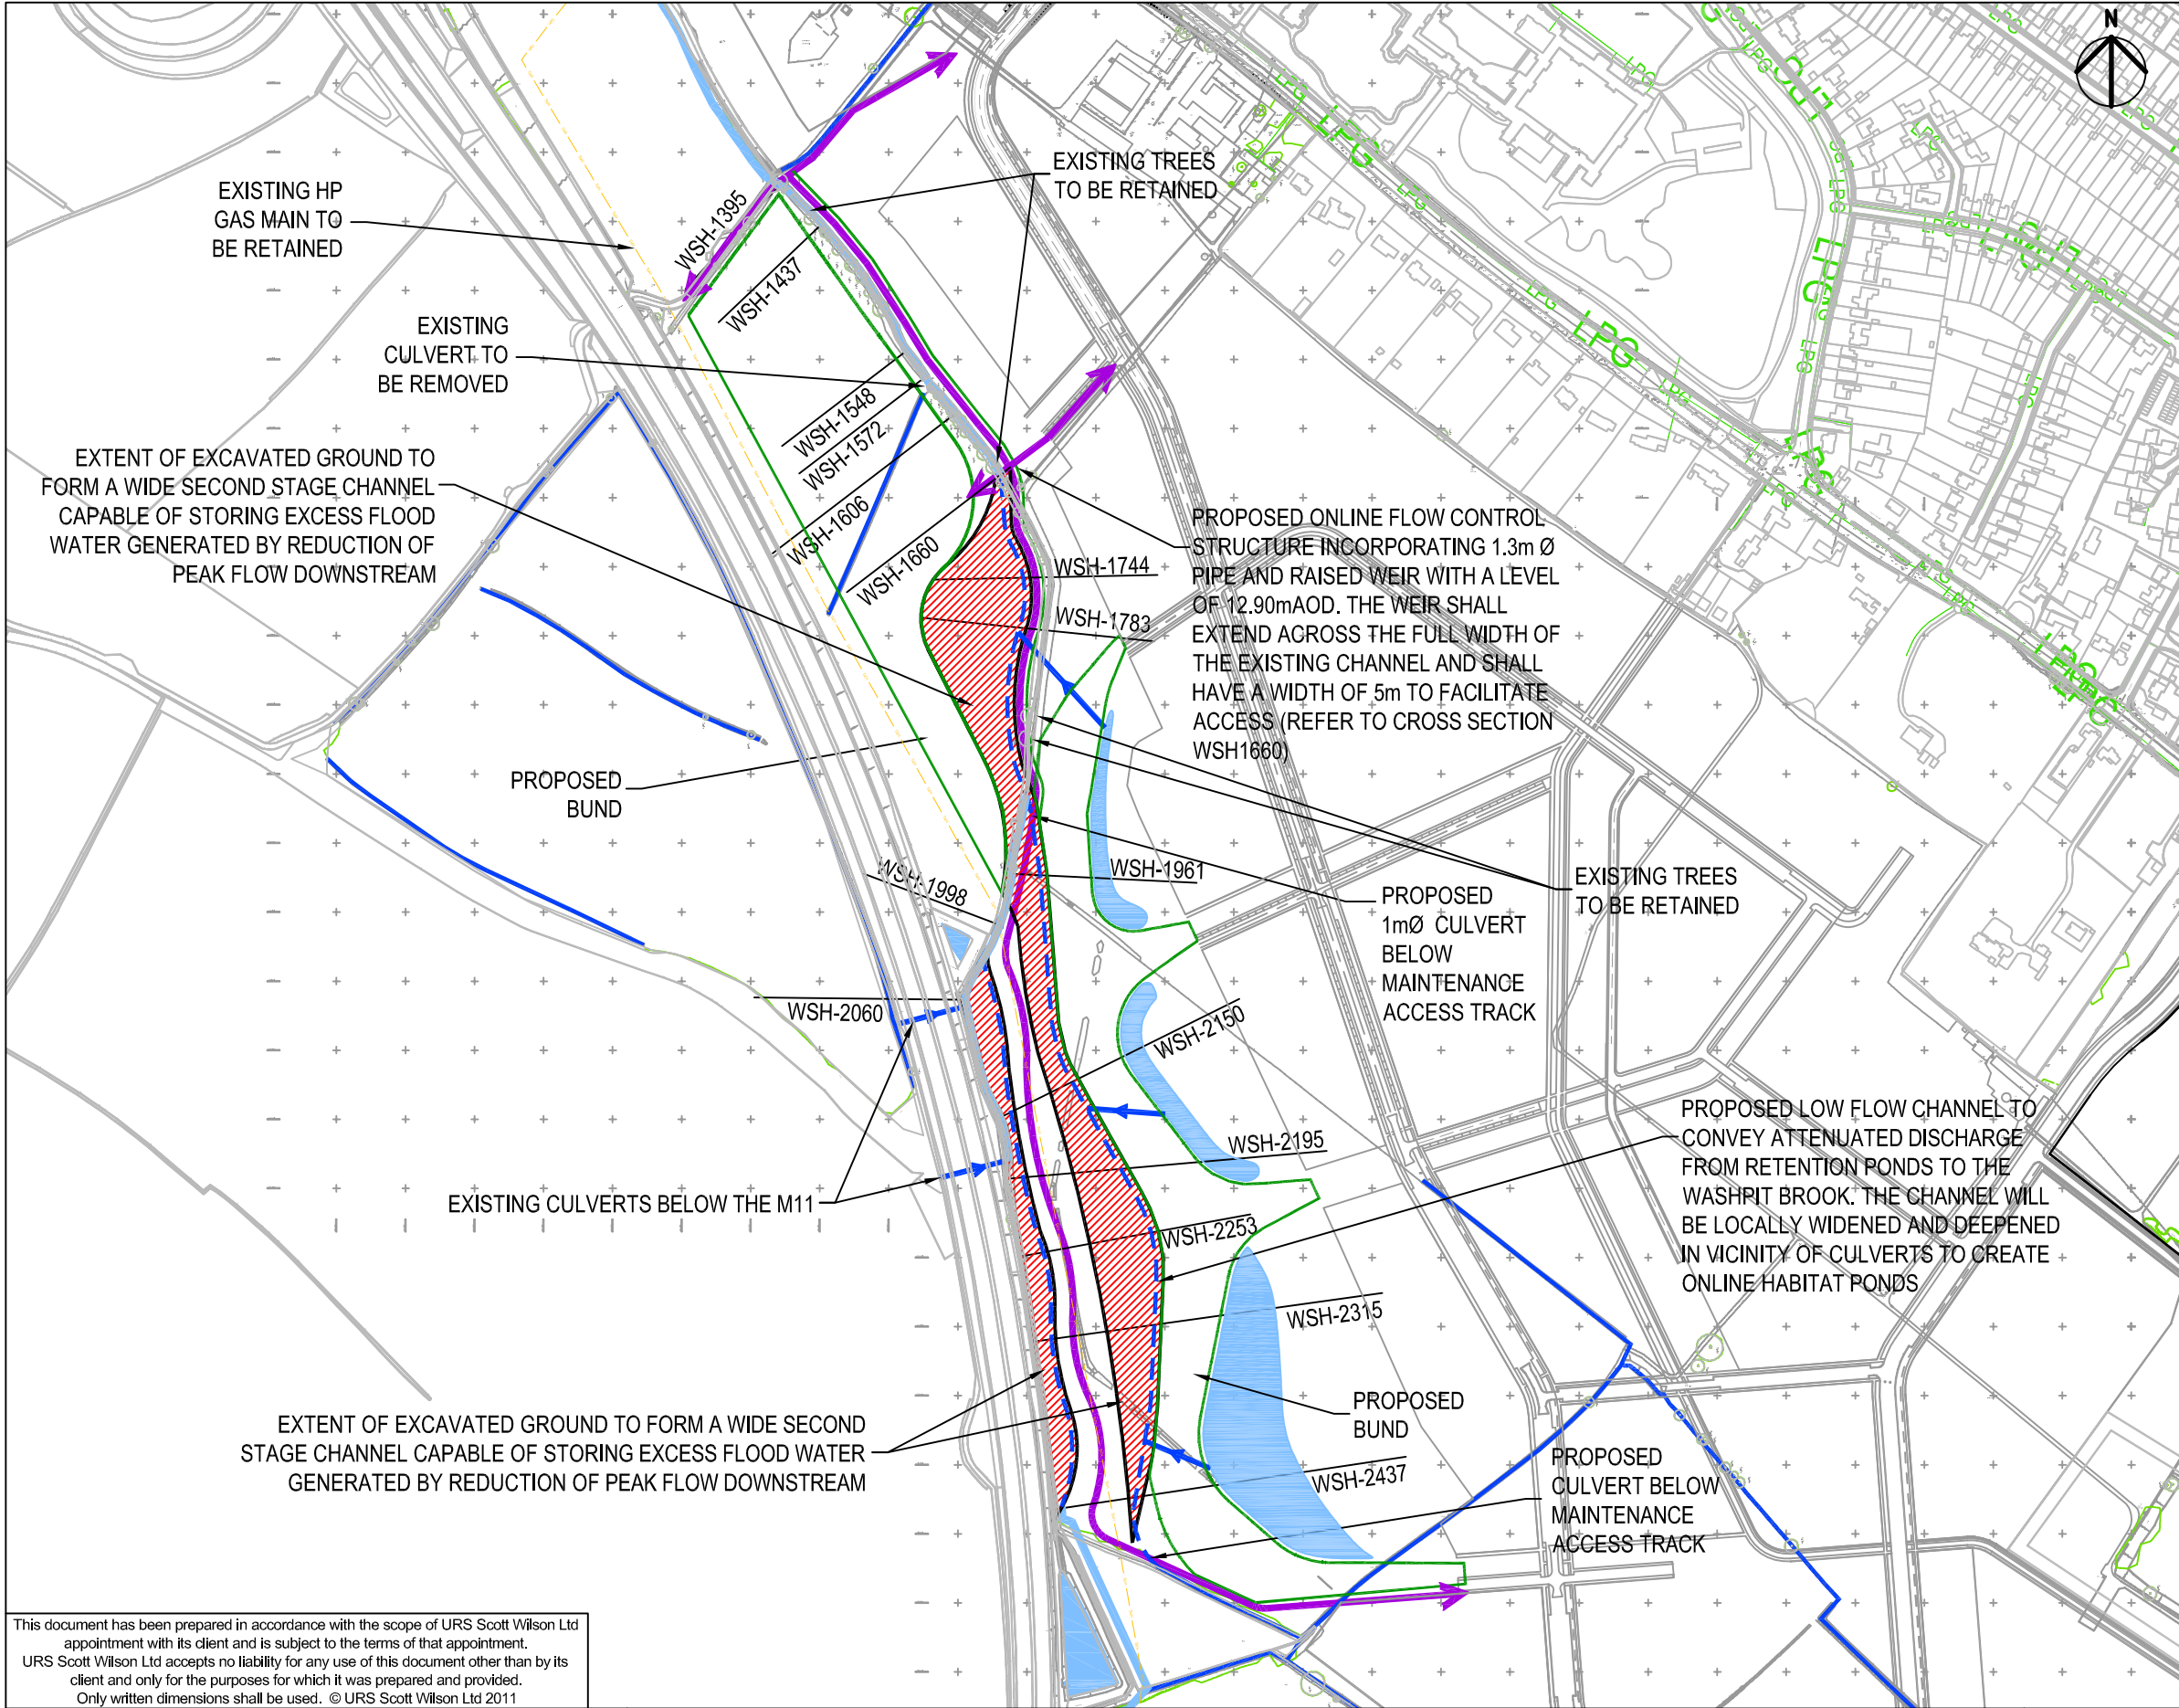 N
EXISTING TREES
TO BE RETAINED
EXISTING HP
GAS MAIN TO
BE RETAINED
WSH-1395
WSH-1437
EXISTING
CULVERT TO
BE REMOVED
WSH-1548
WSH-1572
WSH-1606
WSH-1660
EXTENT OF EXCAVATED GROUND TO
FORM A WIDE SECOND STAGE CHANNEL
CAPABLE OF STORING EXCESS FLOOD
WATER GENERATED BY REDUCTION OF
PEAK FLOW DOWNSTREAM
PROPOSED ONLINE FLOW CONTROL
STRUCTURE INCORPORATING 1.3m Ø
PIPE AND RAISED WEIR WITH A LEVEL
OF 12.90mAOD. THE WEIR SHALL
EXTEND ACROSS THE FULL WIDTH OF
THE EXISTING CHANNEL AND SHALL
HAVE A WIDTH OF 5m TO FACILITATE
ACCESS (REFER TO CROSS SECTION
WSH1660)
WSH-1744
WSH-1783
PROPOSED
BUND
WSH-1961
WSH-1998
PROPOSED
1mØ CULVERT
BELOW
MAINTENANCE
ACCESS TRACK
EXISTING TREES
TO BE RETAINED
WSH-2060
WSH-2150
EXISTING CULVERTS BELOW THE M11
WSH-2195
WSH-2253
PROPOSED LOW FLOW CHANNEL TO
CONVEY ATTENUATED DISCHARGE
FROM RETENTION PONDS TO THE
WASHPIT BROOK. THE CHANNEL WILL
BE LOCALLY WIDENED AND DEEPENED
IN VICINITY OF CULVERTS TO CREATE
ONLINE HABITAT PONDS
WSH-2315
PROPOSED
BUND
EXTENT OF EXCAVATED GROUND TO FORM A WIDE SECOND
STAGE CHANNEL CAPABLE OF STORING EXCESS FLOOD WATER
GENERATED BY REDUCTION OF PEAK FLOW DOWNSTREAM
WSH-2437
PROPOSED
CULVERT BELOW
MAINTENANCE
ACCESS TRACK
LPG
LPG
LPG
LPG
LPG
LPG
LPG
LPG
LPG
LPG
This document has been prepared in accordance with the scope of URS Scott Wilson Ltd
appointment with its client and is subject to the terms of that appointment.
URS Scott Wilson Ltd accepts no liability for any use of this document other than by its
client and only for the purposes for which it was prepared and provided.
Only written dimensions shall be used. © URS Scott Wilson Ltd 2011